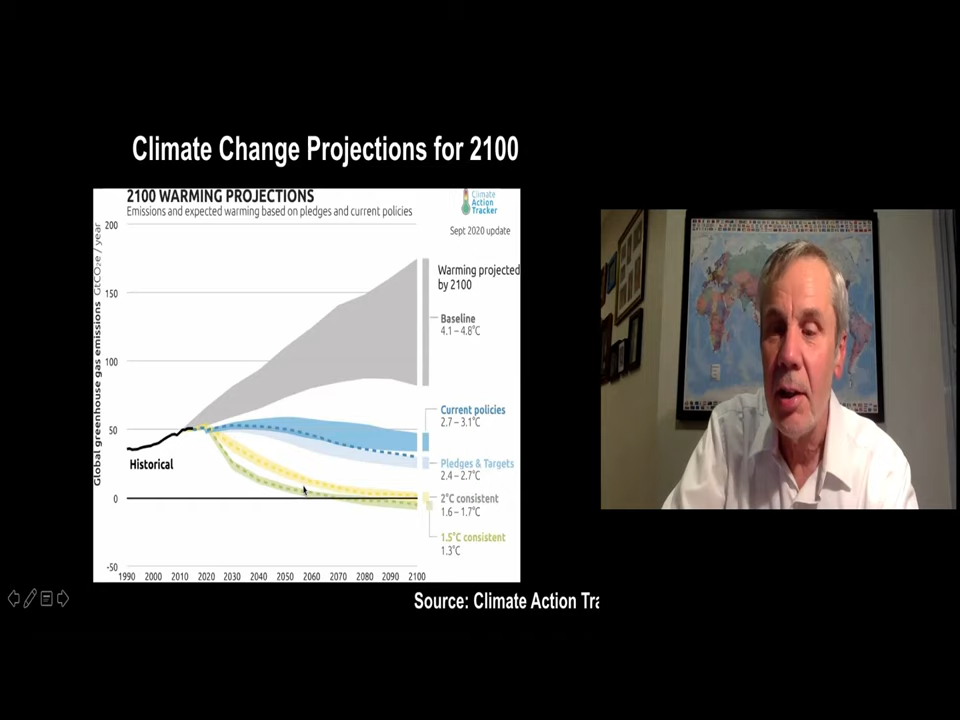 Climate Change Projections for 2100
2100 WARMING PROJECTIONS
Emissions and expected warming based on pledges and current policies
Climate
Action
Tracker
Sept 2020 update
Global greenhouse gas emissions GtCO₂e / year
200
150
100
50
0
-50
Historical
Warming projected
by 2100
Baseline
4.1 – 4.8°C
Current policies
2.7 – 3.1°C
Pledges & Targets
2.4 – 2.7°C
2°C consistent
1.6 – 1.7°C
1.5°C consistent
1.3°C
1990 2000 2010 2020 2030 2040 2050 2060 2070 2080 2090 2100
Source: Climate Action Tra